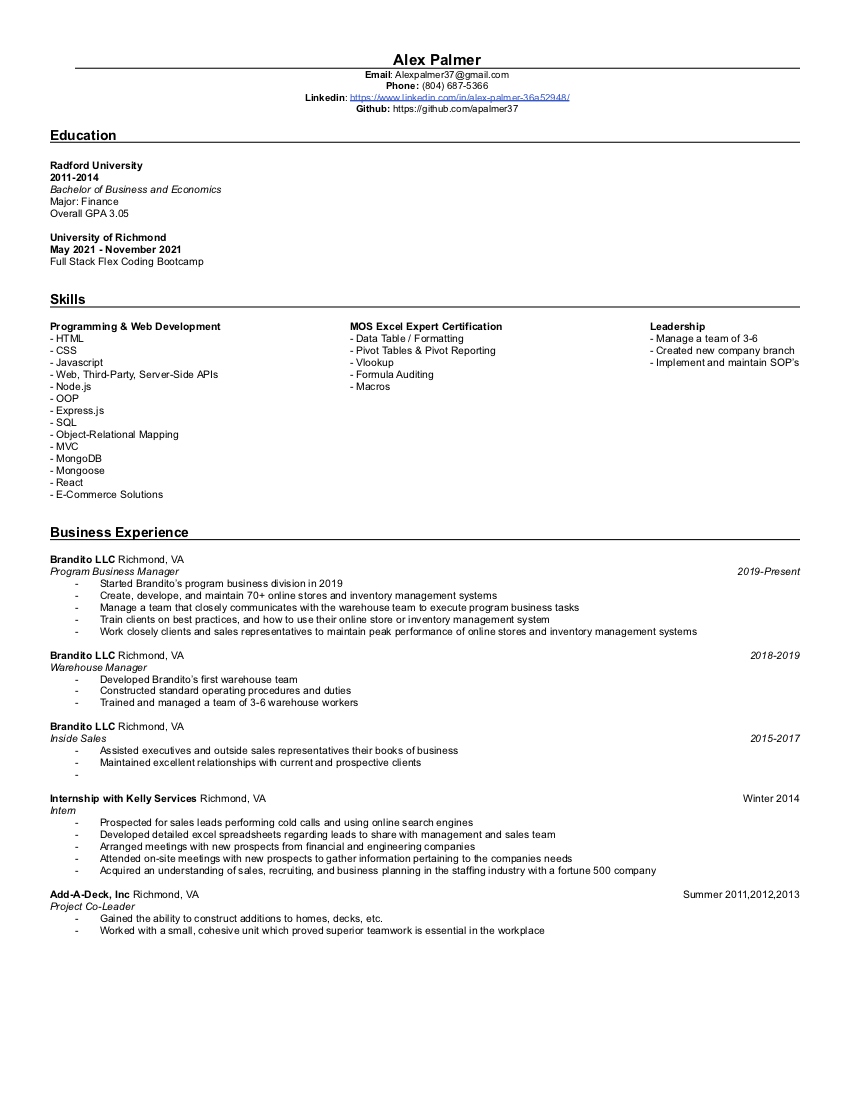 Alex Palmer
Email: Alexpalmer37@gmail.com
Phone: (804) 687-5366
Linkedin: https://www.linkedin.com/in/alex-palmer-36a52948/
Github: https://github.com/apalmer37
Education
Radford University
2011-2014
Bachelor of Business and Economics
Major: Finance
Overall GPA 3.05
University of Richmond
May 2021 - November 2021
Full Stack Flex Coding Bootcamp
Skills
Programming & Web Development
- HTML
- CSS
- Javascript
- Web, Third-Party, Server-Side APIs
- Node.js
- OOP
- Express.js
- SQL
- Object-Relational Mapping
- MVC
- MongoDB
- Mongoose
- React
- E-Commerce Solutions
MOS Excel Expert Certification
- Data Table / Formatting
- Pivot Tables & Pivot Reporting
- Vlookup
- Formula Auditing
- Macros
Leadership
- Manage a team of 3-6
- Created new company branch
- Implement and maintain SOP's
Business Experience
Brandito LLC Richmond, VA
Program Business Manager 2019-Present
- Started Brandito's program business division in 2019
- Create, develope, and maintain 70+ online stores and inventory management systems
- Manage a team that closely communicates with the warehouse team to execute program business tasks
- Train clients on best practices, and how to use their online store or inventory management system
- Work closely clients and sales representatives to maintain peak performance of online stores and inventory management systems
Brandito LLC Richmond, VA 2018-2019
Warehouse Manager
- Developed Brandito's first warehouse team
- Constructed standard operating procedures and duties
- Trained and managed a team of 3-6 warehouse workers
Brandito LLC Richmond, VA
Inside Sales 2015-2017
- Assisted executives and outside sales representatives their books of business
- Maintained excellent relationships with current and prospective clients
-
Internship with Kelly Services Richmond, VA Winter 2014
Intern
- Prospected for sales leads performing cold calls and using online search engines
- Developed detailed excel spreadsheets regarding leads to share with management and sales team
- Arranged meetings with new prospects from financial and engineering companies
- Attended on-site meetings with new prospects to gather information pertaining to the companies needs
- Acquired an understanding of sales, recruiting, and business planning in the staffing industry with a fortune 500 company
Add-A-Deck, Inc Richmond, VA Summer 2011,2012,2013
Project Co-Leader
- Gained the ability to construct additions to homes, decks, etc.
- Worked with a small, cohesive unit which proved superior teamwork is essential in the workplace